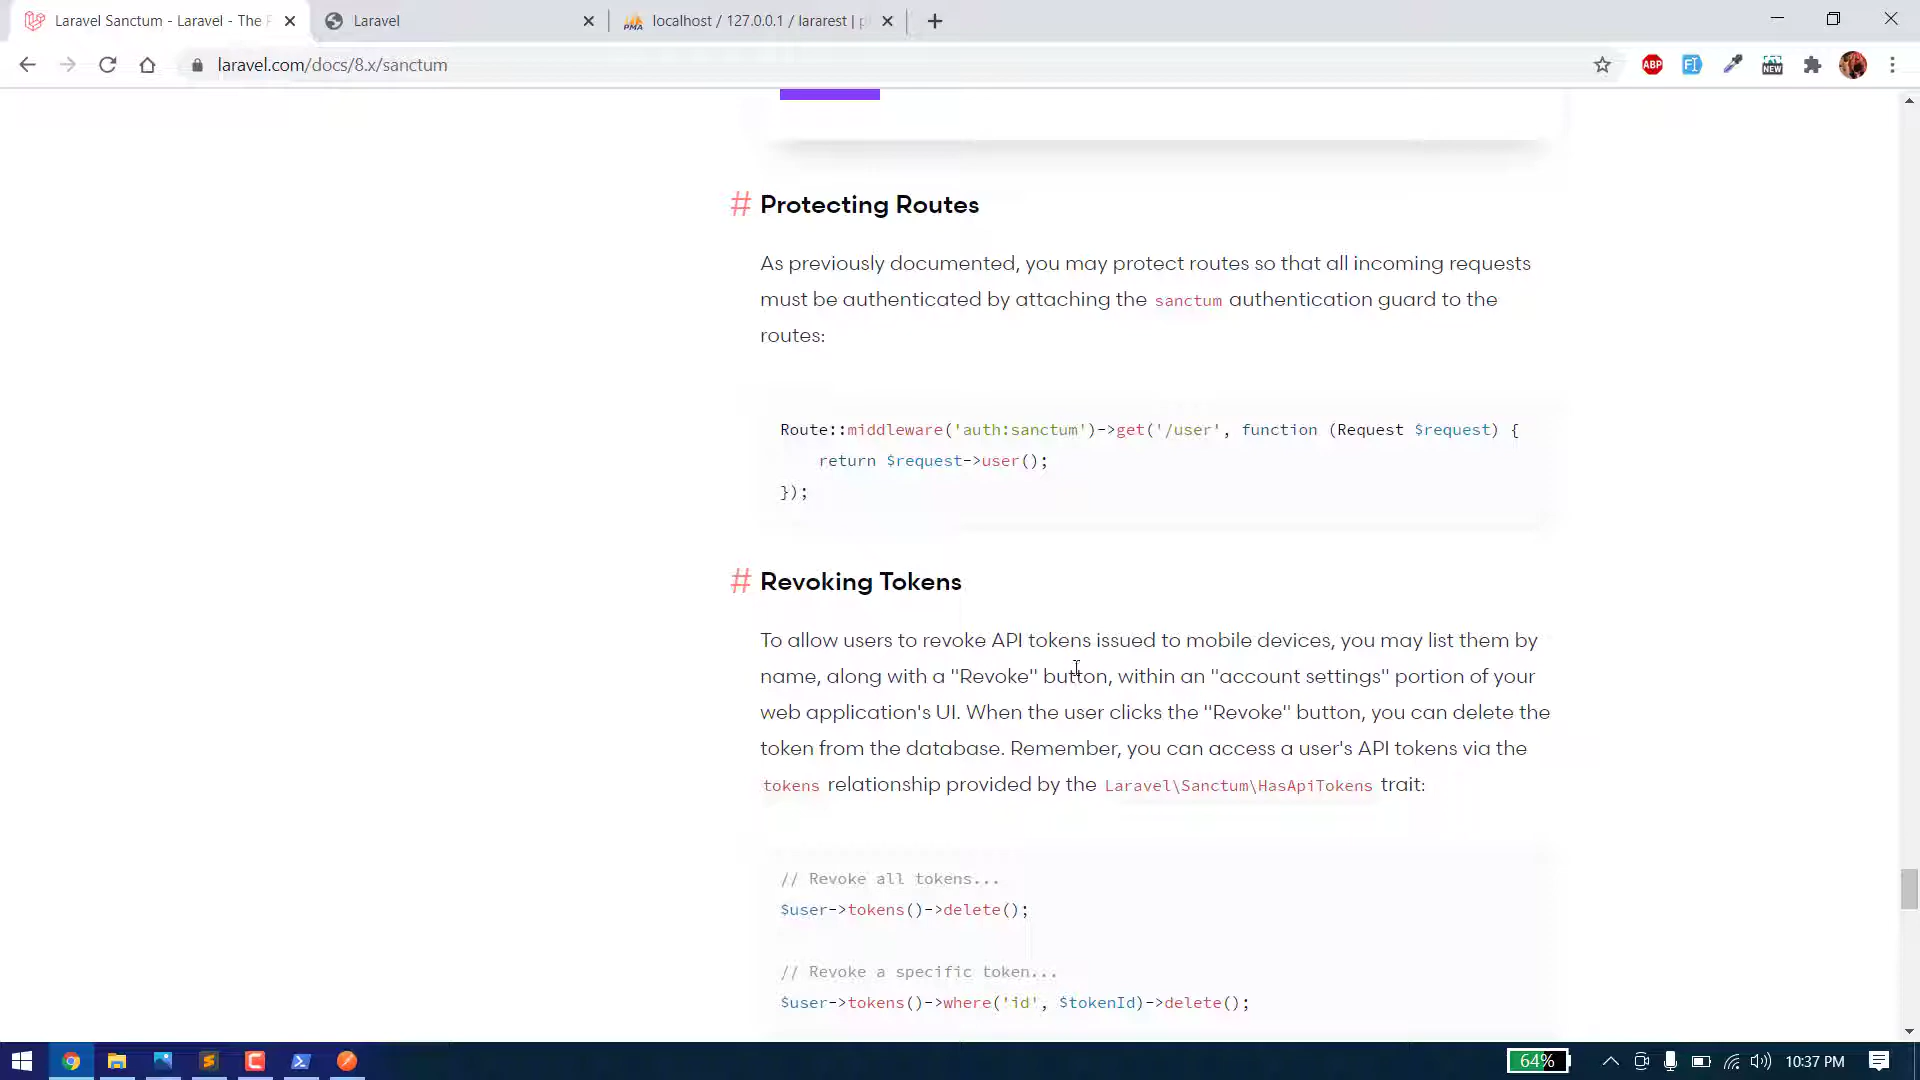 Laravel Sanctum - Laravel - The
Laravel
localhost / 127.0.0.1 / lararest |
PMA
laravel.com/docs/8.x/sanctum
ABP
NEW
# Protecting Routes
As previously documented, you may protect routes so that all incoming requests
must be authenticated by attaching the sanctum authentication guard to the
routes:
Route::middleware('auth:sanctum')->get('/user', function (Request $request) {
return $request->user();
});
# Revoking Tokens
To allow users to revoke API tokens issued to mobile devices, you may list them by
name, along with a "Revoke" button, within an "account settings" portion of your
web application's UI. When the user clicks the "Revoke" button, you can delete the
token from the database. Remember, you can access a user's API tokens via the
tokens relationship provided by the Laravel\Sanctum\HasApiTokens trait:
// Revoke all tokens...
$user->tokens()->delete();
// Revoke a specific token...
$user->tokens()->where('id', $tokenId)->delete();
64%
10:37 PM